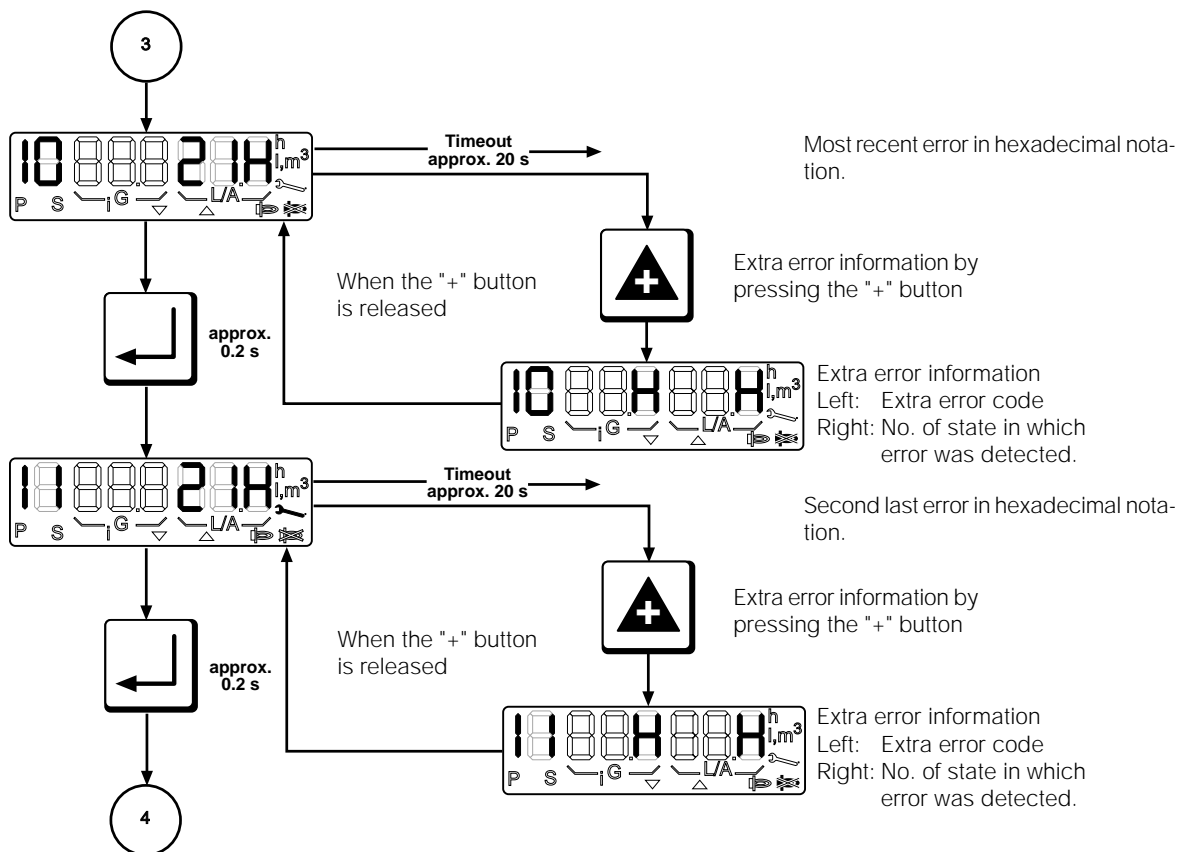 3
10 21H
h
l,m³
P S i G L/A
Timeout
approx. 20 s
Most recent error in hexadecimal nota-
tion.
When the "+" button
is released
+
Extra error information by
pressing the "+" button
approx.
0.2 s
10 H H
h
l,m³
P S i G L/A
Extra error information
Left: Extra error code
Right: No. of state in which
error was detected.
11 21H
h
l,m³
P S i G L/A
Timeout
approx. 20 s
Second last error in hexadecimal nota-
tion.
When the "+" button
is released
+
Extra error information by
pressing the "+" button
approx.
0.2 s
11 H H
h
l,m³
P S i G L/A
Extra error information
Left: Extra error code
Right: No. of state in which
error was detected.
4